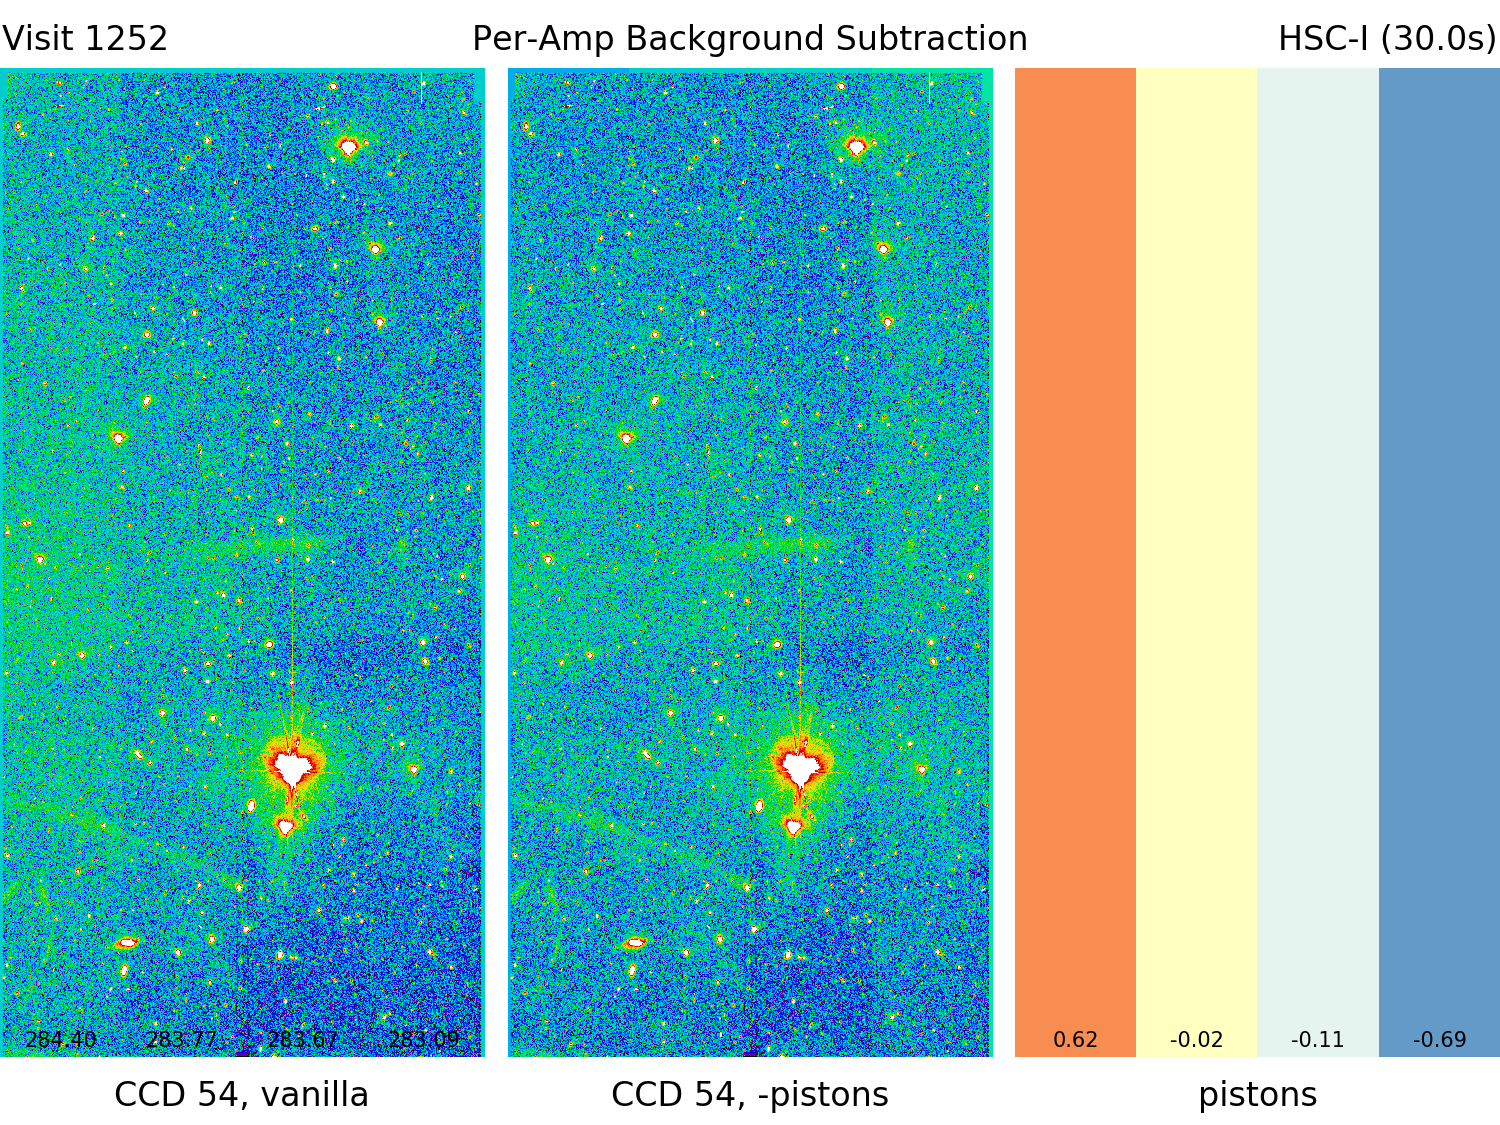 Visit 1252 Per-Amp Background Subtraction HSC-I (30.0s)
284.40 283.77 283.67 283.09 0.62 -0.02 -0.11 -0.69
CCD 54, vanilla CCD 54, -pistons pistons